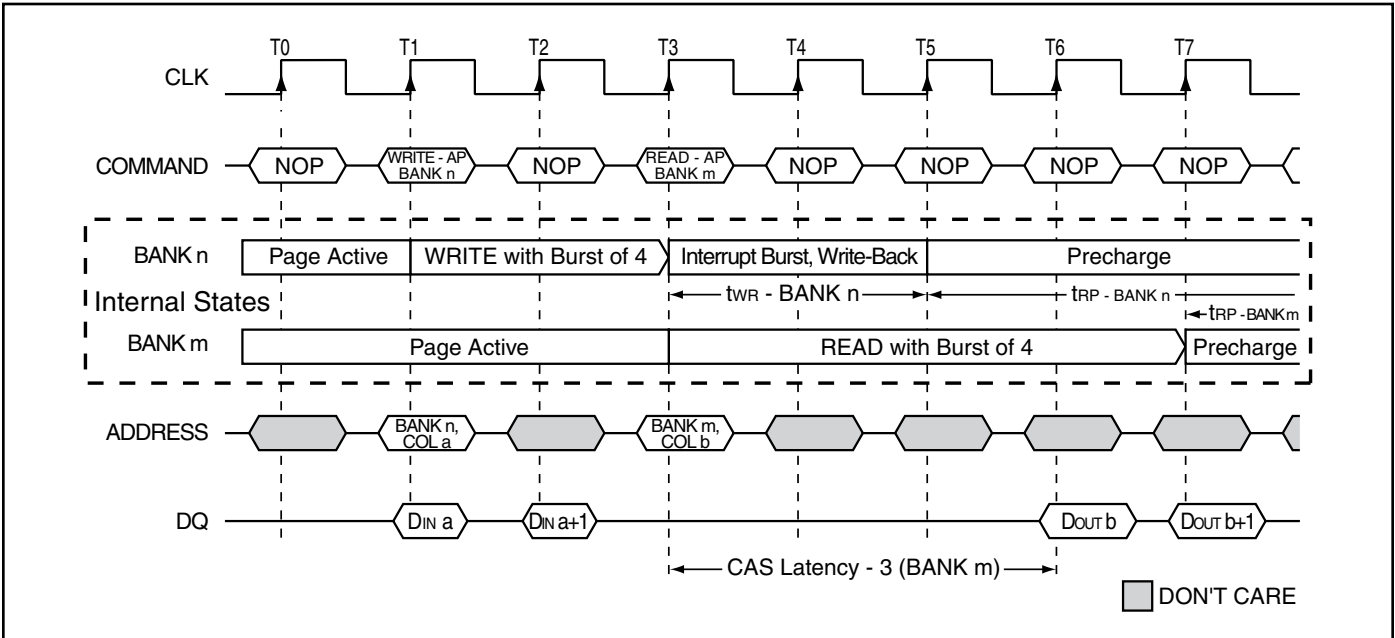 T0 T1 T2 T3 T4 T5 T6 T7
CLK
COMMAND NOP WRITE - AP BANK n NOP READ - AP BANK m NOP NOP NOP NOP
BANK n Page Active WRITE with Burst of 4 Interrupt Burst, Write-Back Precharge
tWR - BANK n tRP - BANK n
Internal States
tRP - BANK m
BANK m Page Active READ with Burst of 4 Precharge
ADDRESS BANK n, COL a BANK m, COL b
DQ DIN a DIN a+1 DOUT b DOUT b+1
CAS Latency - 3 (BANK m)
DON'T CARE